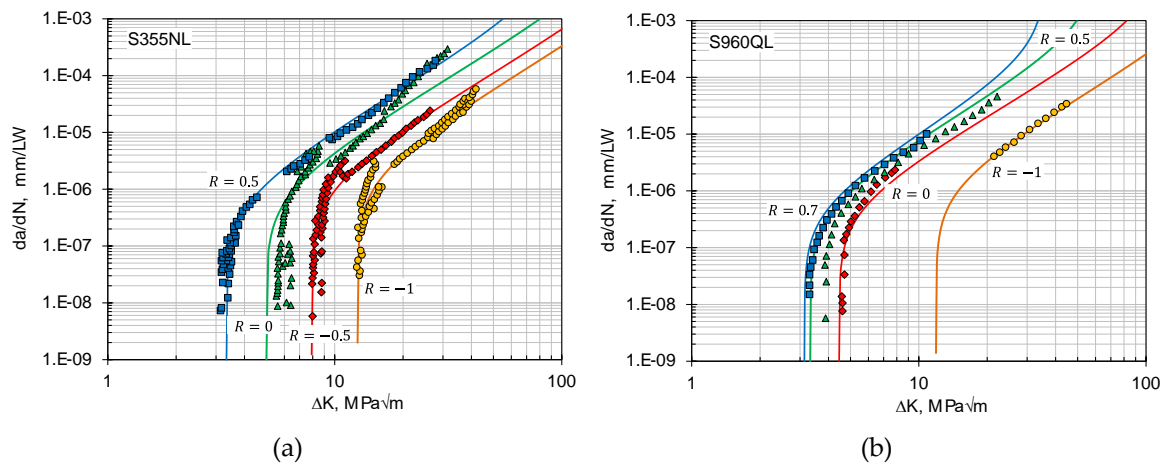 S355NL
1.E-03
1.E-04
1.E-05
1.E-06
1.E-07
1.E-08
1.E-09
da/dN, mm/LW
R = 0.5
R = 0
R = −0.5
R = −1
1 10 100
ΔK, MPa√m
(a)
S960QL
1.E-03
1.E-04
1.E-05
1.E-06
1.E-07
1.E-08
1.E-09
da/dN, mm/LW
R = 0.5
R = −1
R = 0
R = 0.7
1 10 100
ΔK, MPa√m
(b)